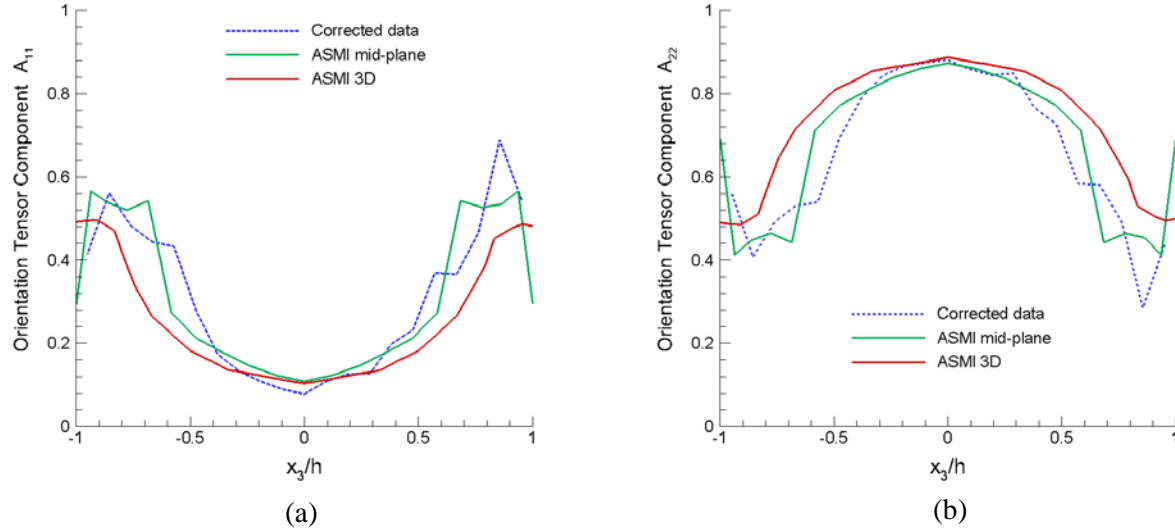 1
0.8
0.6
0.4
0.2
0
-1
-0.5
0
0.5
1
Orientation Tensor Component A₁₁
x₃/h
Corrected data
ASMI mid-plane
ASMI 3D
(a)
1
0.8
0.6
0.4
0.2
0
-1
-0.5
0
0.5
1
Orientation Tensor Component A₂₂
x₃/h
Corrected data
ASMI mid-plane
ASMI 3D
(b)